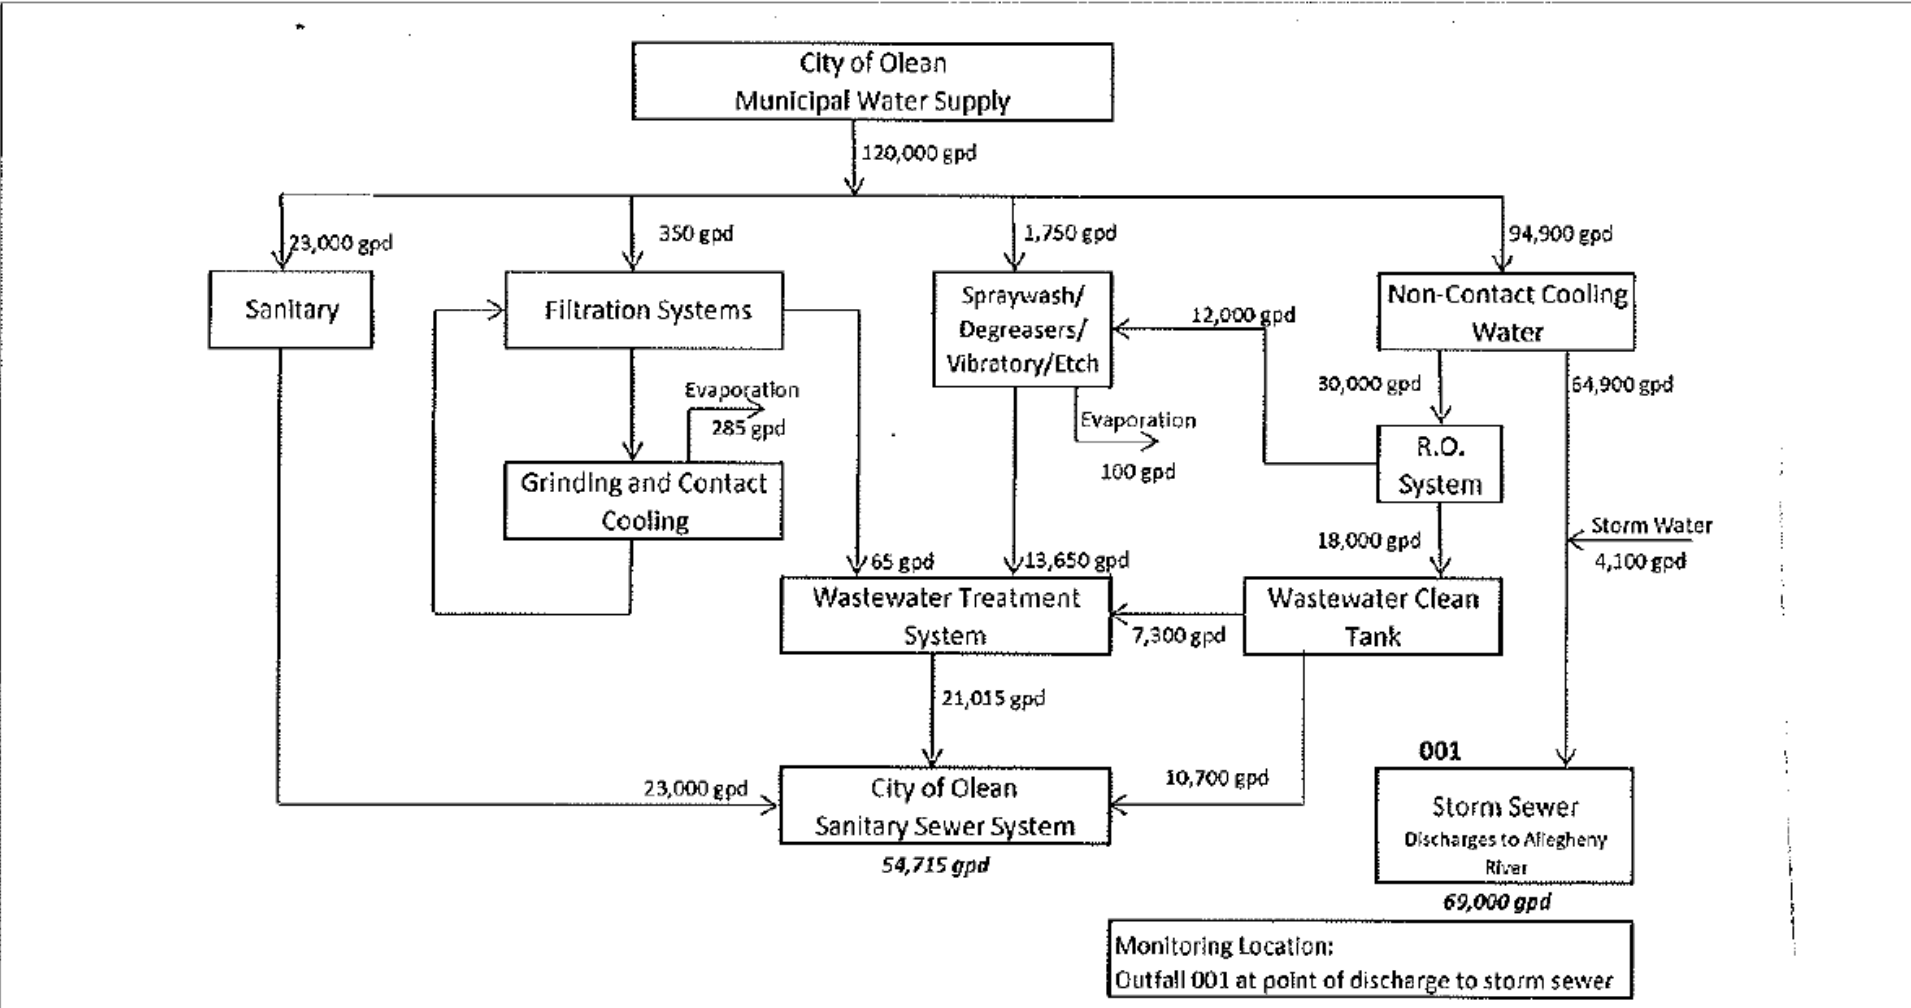 City of Olean
Municipal Water Supply
120,000 gpd
23,000 gpd
350 gpd
1,750 gpd
94,900 gpd
Sanitary
Filtration Systems
Spraywash/
Degreasers/
Vibratory/Etch
12,000 gpd
Non-Contact Cooling
Water
Evaporation
285 gpd
Evaporation
100 gpd
30,000 gpd
64,900 gpd
Grinding and Contact
Cooling
R.O.
System
Storm Water
4,100 gpd
65 gpd
13,650 gpd
18,000 gpd
Wastewater Treatment
System
7,300 gpd
Wastewater Clean
Tank
21,015 gpd
23,000 gpd
City of Olean
Sanitary Sewer System
54,715 gpd
10,700 gpd
001
Storm Sewer
Discharges to Allegheny
River
69,000 gpd
Monitoring Location:
Outfall 001 at point of discharge to storm sewer